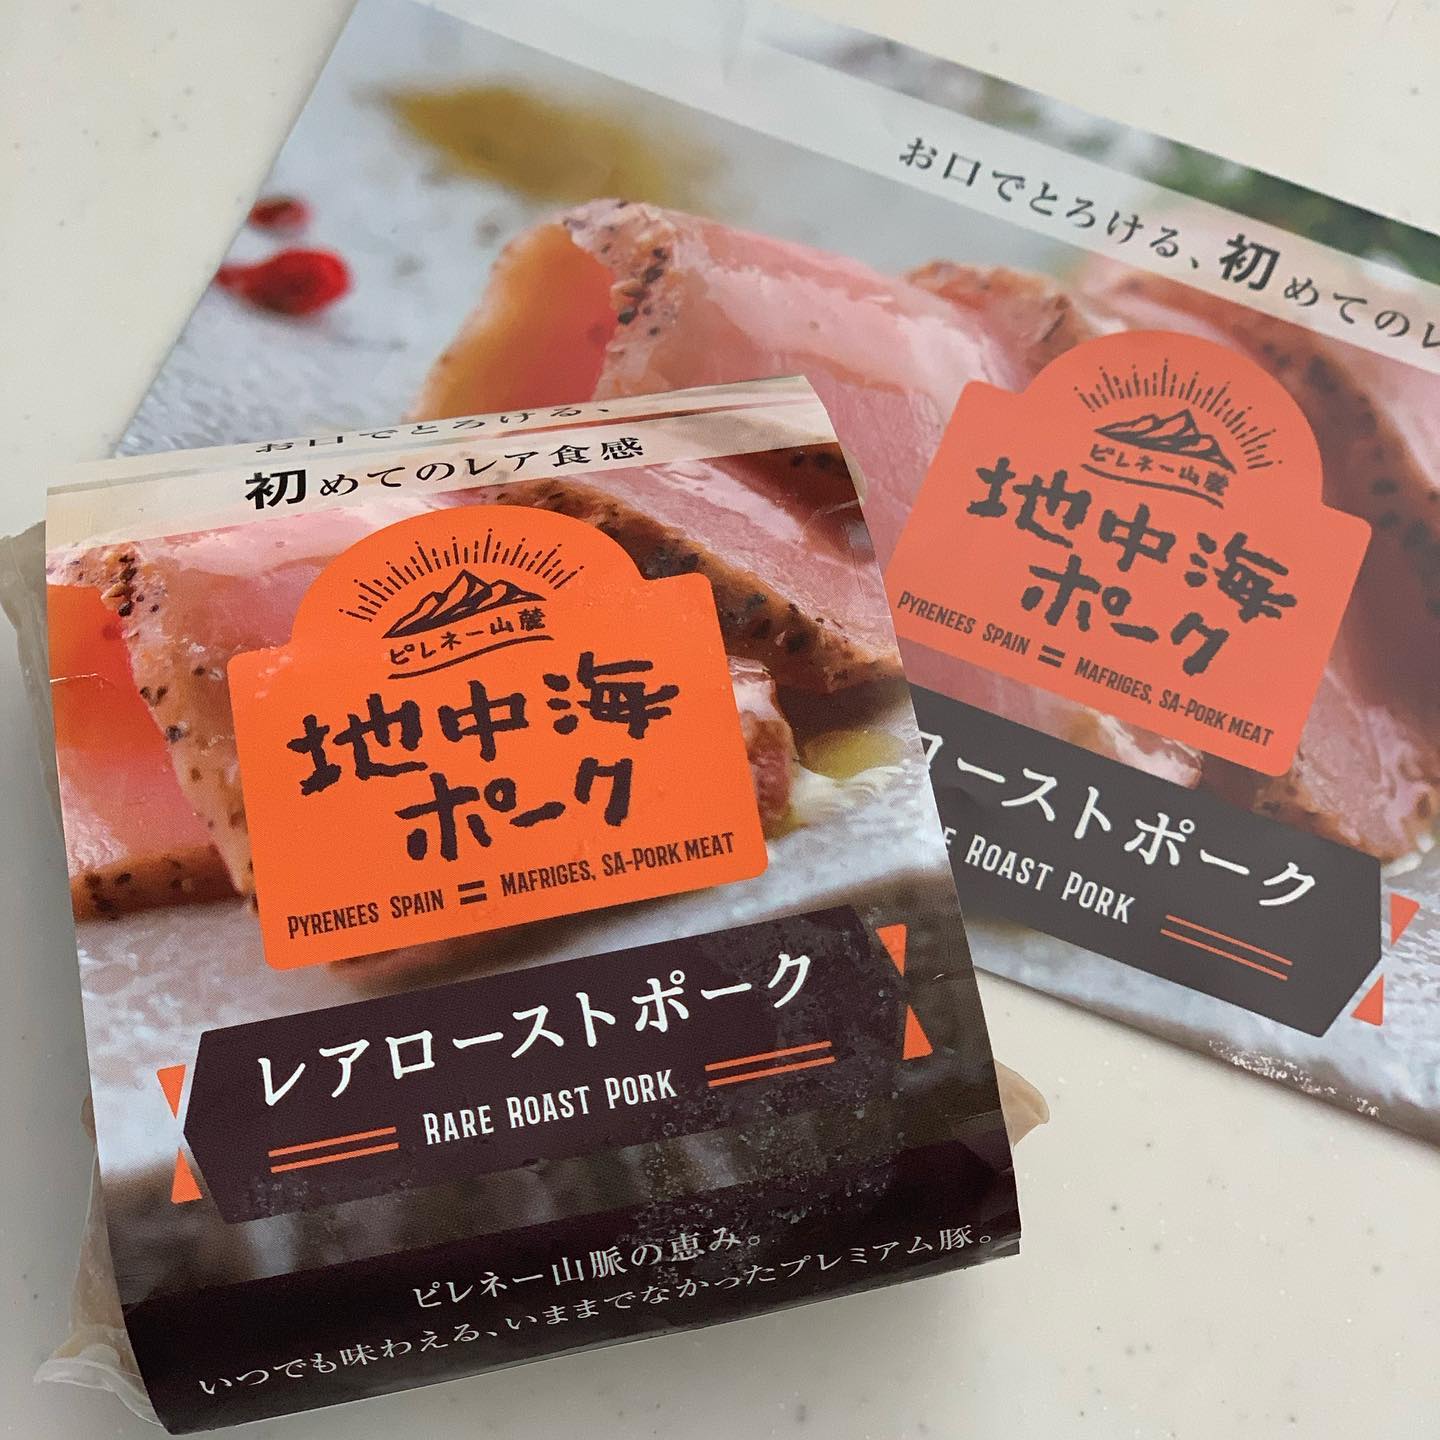 お口でとろける、初めてのレ
ピレネー山麓
地中海
ポーク
PYRENEES SPAIN = MAFRIGES, SA-PORK MEAT
ローストポーク
E ROAST PORK
お口でとろける、
初めてのレア食感
ピレネー山麓
地中海
ポーク
PYRENEES SPAIN = MAFRIGES, SA-PORK MEAT
レアローストポーク
RARE ROAST PORK
ピレネー山脈の恵み。
いつでも味わえる、いままでなかったプレミアム豚。